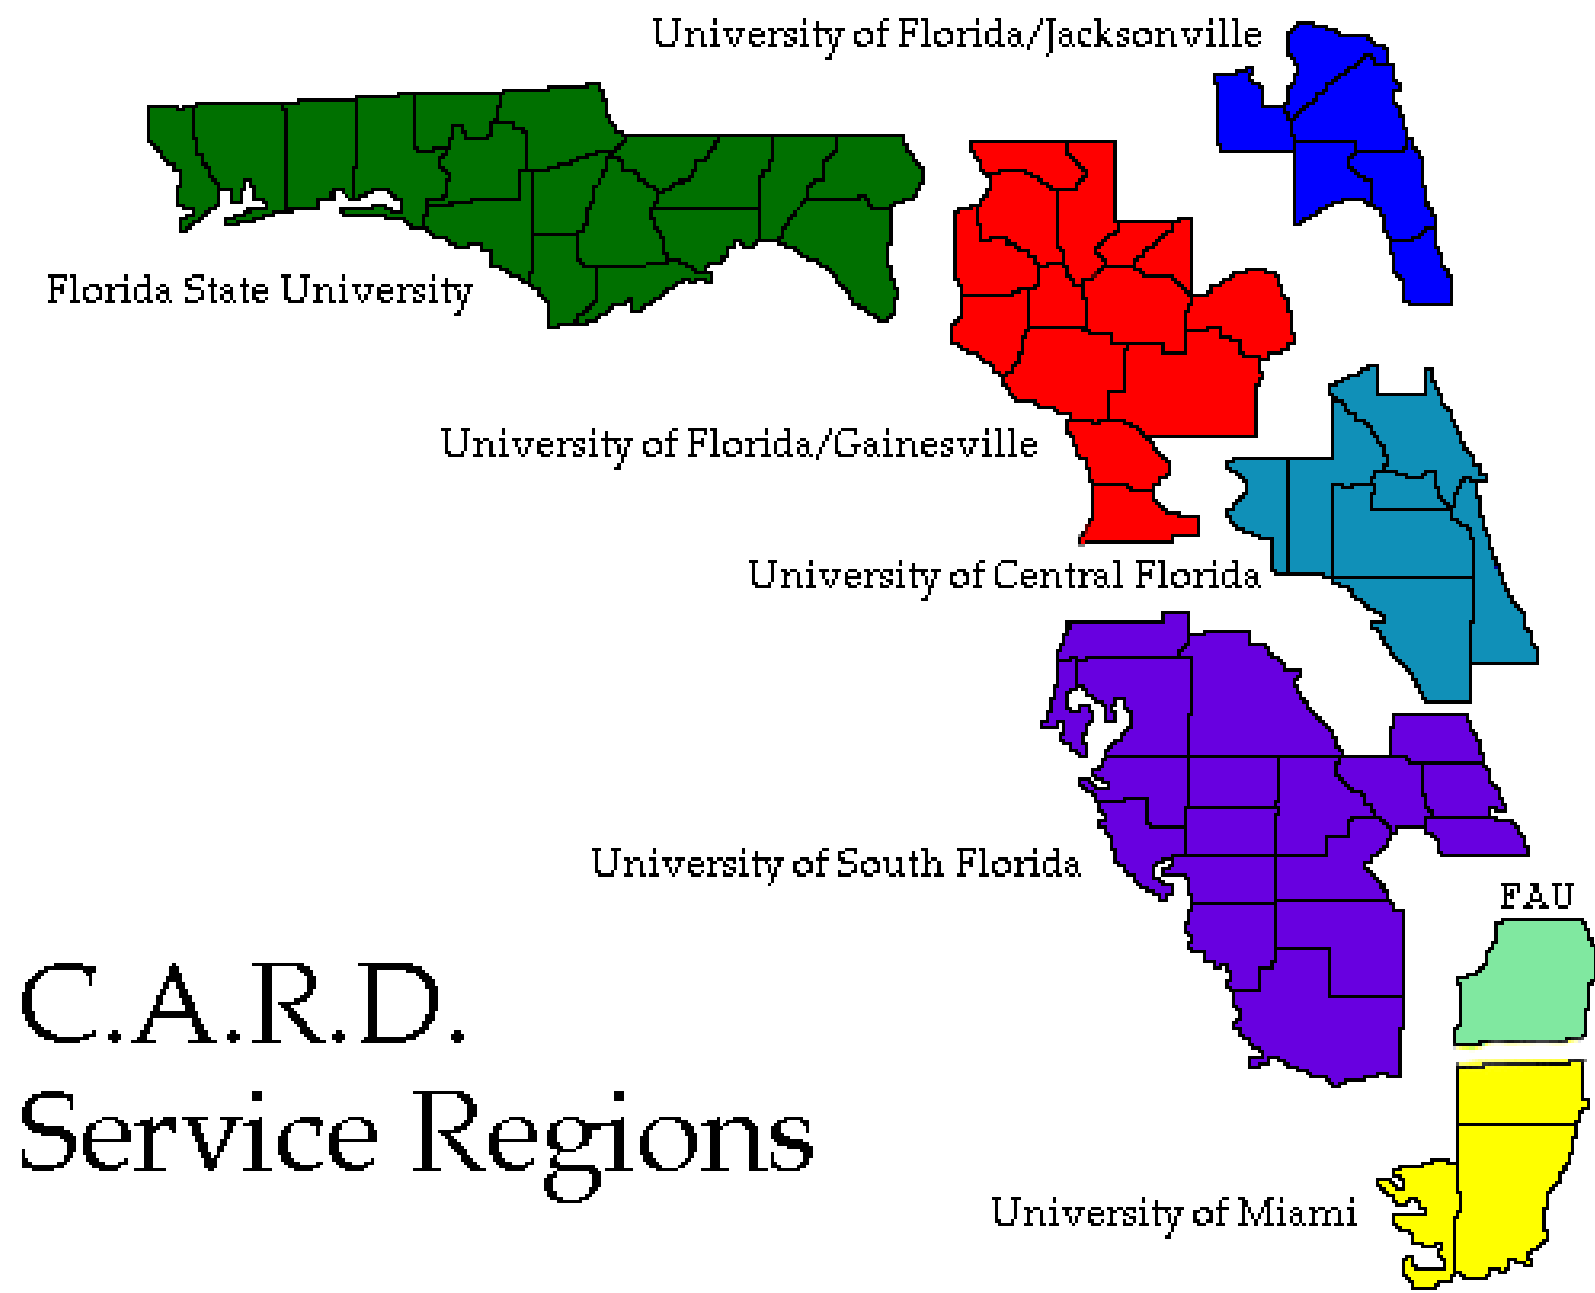 University of Florida/Jacksonville
Florida State University
University of Florida/Gainesville
University of Central Florida
University of South Florida
FAU
C.A.R.D.
Service Regions
University of Miami